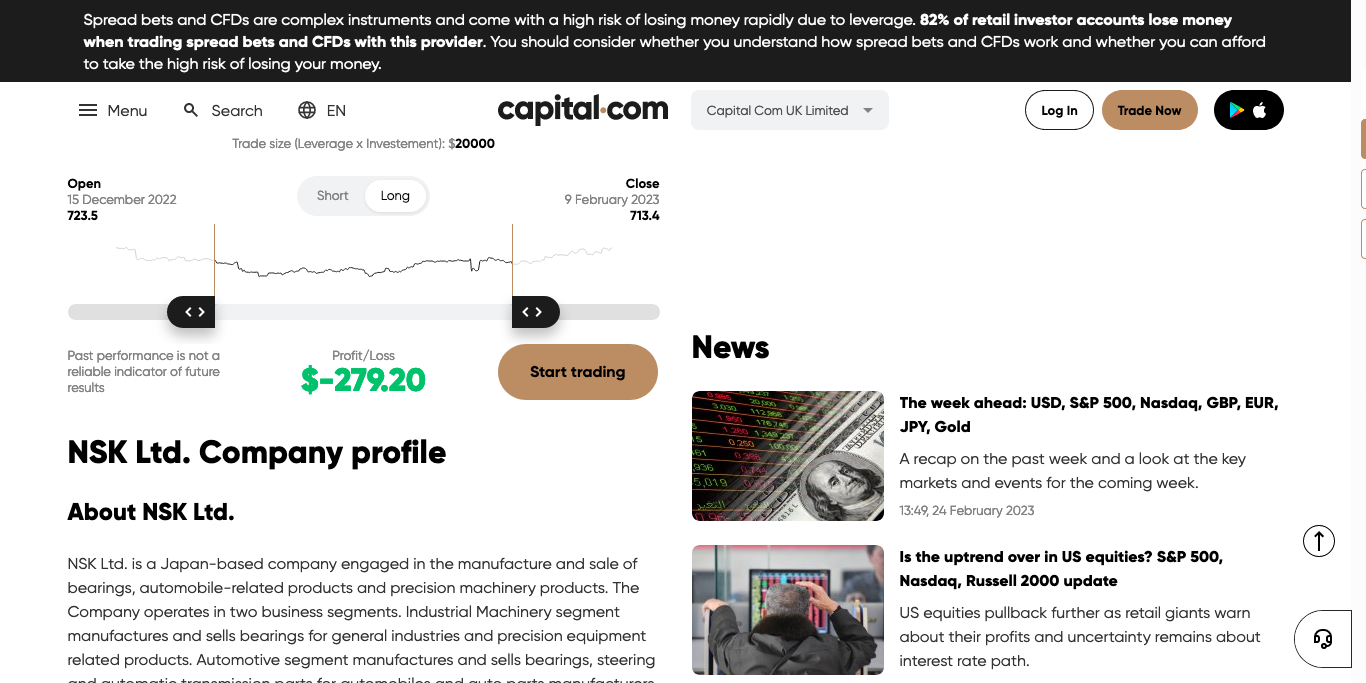 Spread bets and CFDs are complex instruments and come with a high risk of losing money rapidly due to leverage. 82% of retail investor accounts lose money
when trading spread bets and CFDs with this provider. You should consider whether you understand how spread bets and CFDs work and whether you can afford
to take the high risk of losing your money.
Menu
Search
EN
capital.com
Capital Com UK Limited
Log In
Trade Now
Trade size (Leverage x Investement): $20000
Open
15 December 2022
723.5
Short
Long
Close
9 February 2023
713.4
Past performance is not a
reliable indicator of future
results
Profit/Loss
$-279.20
Start trading
NSK Ltd. Company profile
About NSK Ltd.
NSK Ltd. is a Japan-based company engaged in the manufacture and sale of
bearings, automobile-related products and precision machinery products. The
Company operates in two business segments. Industrial Machinery segment
manufactures and sells bearings for general industries and precision equipment
related products. Automotive segment manufactures and sells bearings, steering
and automatic transmission parts for automobiles and auto parts manufacturers
News
The week ahead: USD, S&P 500, Nasdaq, GBP, EUR,
JPY, Gold
A recap on the past week and a look at the key
markets and events for the coming week.
13:49, 24 February 2023
Is the uptrend over in US equities? S&P 500,
Nasdaq, Russell 2000 update
US equities pullback further as retail giants warn
about their profits and uncertainty remains about
interest rate path.